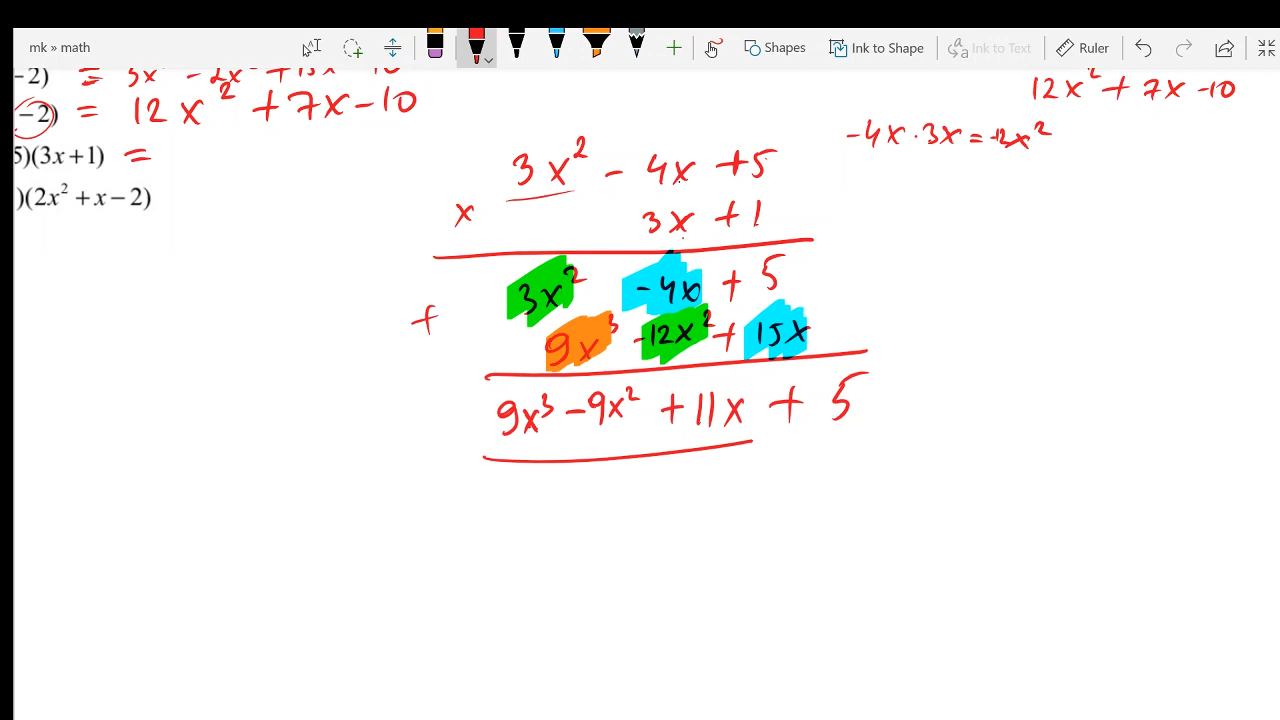 mk » math
Shapes
Ink to Shape
Ink to Text
Ruler
-2)
=
-2) = 12x² + 7x - 10
5)(3x + 1) =
)(2x² + x − 2)
12x² + 7x - 10
-4x · 3x = -12x²
3x² - 4x + 5
x 3x + 1
3x² -4x + 5
+ 9x³ -12x² + 15x
9x³ - 9x² + 11x + 5